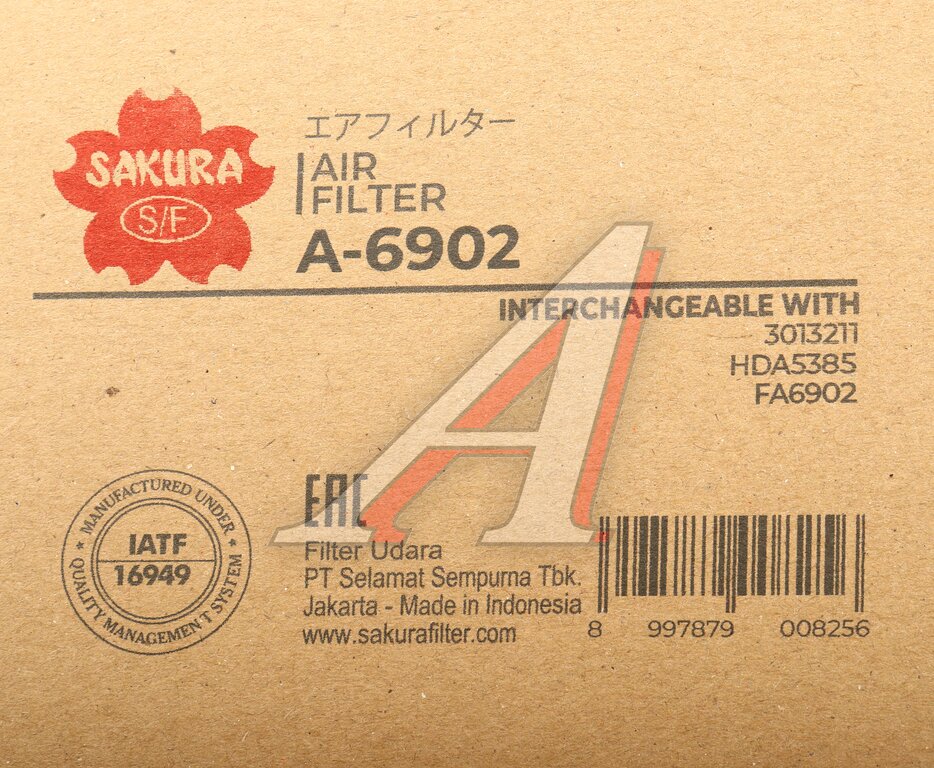 SAKURA
S/F
エアフィルター
AIR
FILTER
A-6902
INTERCHANGEABLE WITH
3013211
HDA5385
FA6902
MANUFACTURED UNDER
IATF
16949
QUALITY MANAGEMENT SYSTEM
EAC
Filter Udara
PT Selamat Sempurna Tbk.
Jakarta - Made in Indonesia
www.sakurafilter.com
8 997879 008256
A